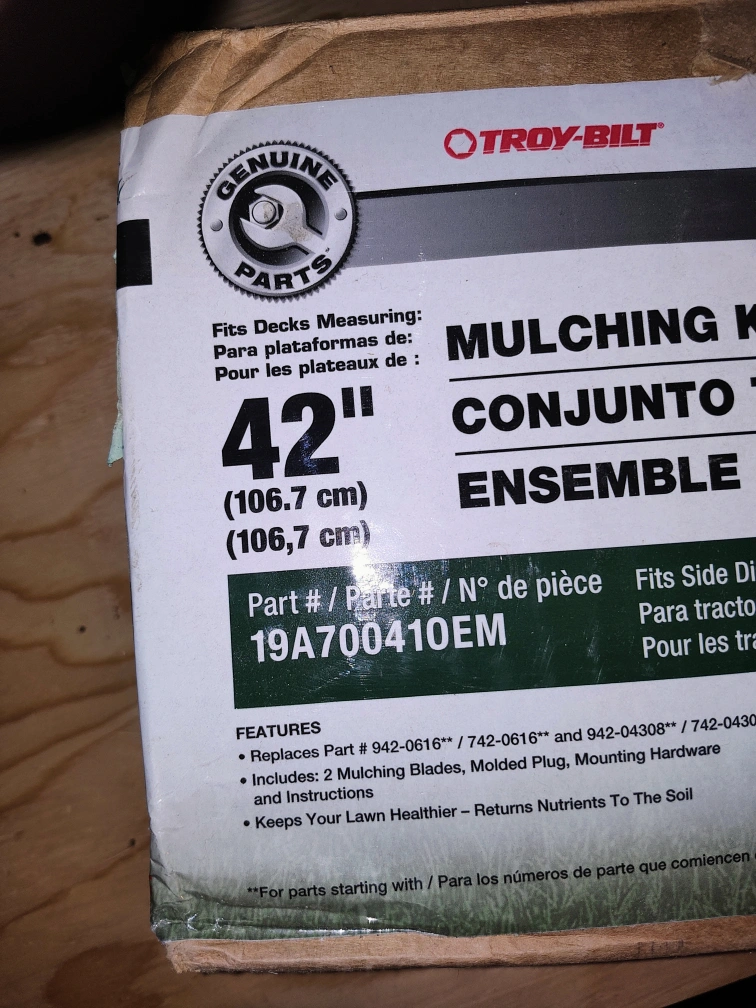 TROY-BILT®
GENUINE
PARTS™
Fits Decks Measuring:
Para plataformas de:
Pour les plateaux de :
42"
(106.7 cm)
(106,7 cm)
MULCHING
CONJUNTO
ENSEMBLE
Part # / Parte # / N° de pièce
19A70041OEM
Fits Side
Para
Pour les
FEATURES
• Replaces Part # 942-0616** / 742-0616** and 942-04308** / 742-0430
• Includes: 2 Mulching Blades, Molded Plug, Mounting Hardware
and Instructions
• Keeps Your Lawn Healthier – Returns Nutrients To The Soil
**For parts starting with / Para los números de parte que comiencen